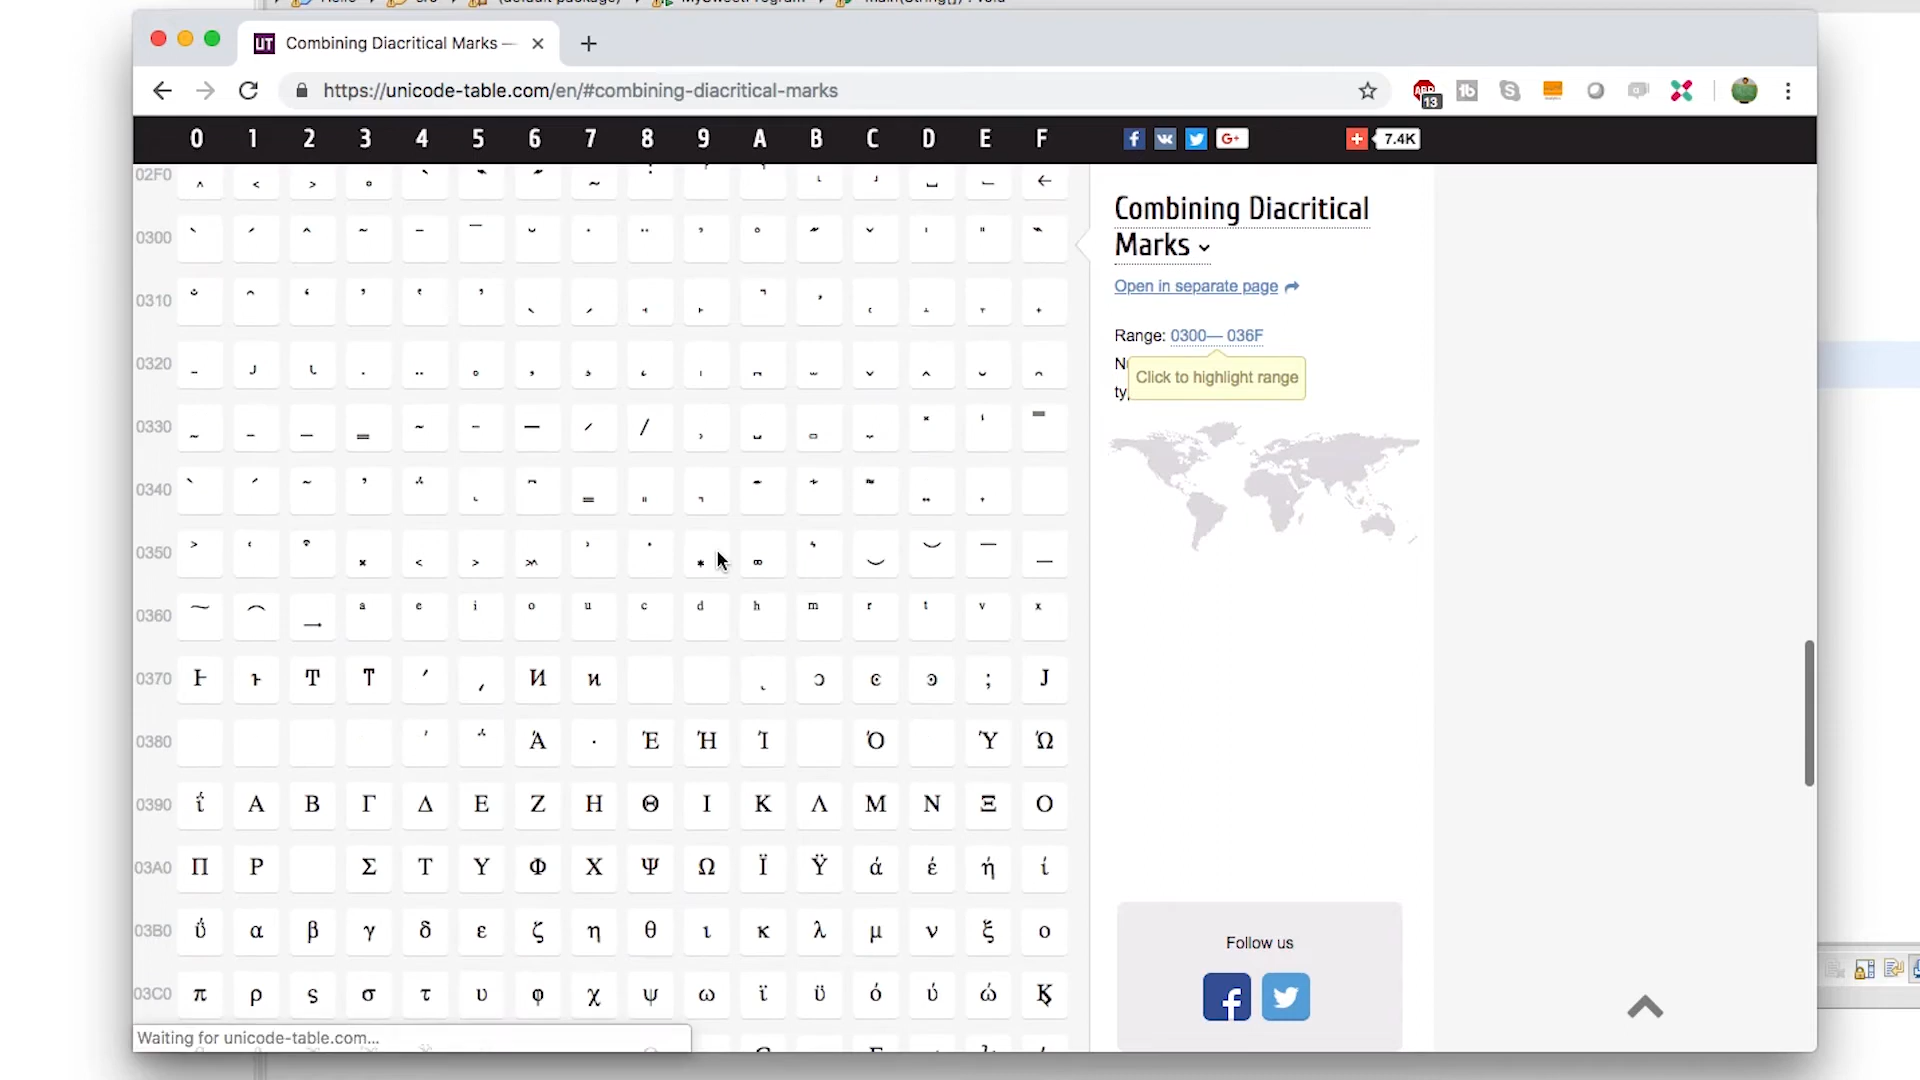 Combining Diacritical Marks —
https://unicode-table.com/en/#combining-diacritical-marks
13
0 1 2 3 4 5 6 7 8 9 A B C D E F
G+
7.4K
02F0
0300
0310
0320
0330
0340
0350
0360 a e i o u c d h m r t v x
0370 Ͱ ͱ Ͳ ͳ ʹ ͵ Ͷ ͷ ͺ ͻ ͼ ͽ ; Ϳ
0380 ΄ ΅ Ά · Έ Ή Ί Ό Ύ Ώ
0390 ΐ Α Β Γ Δ Ε Ζ Η Θ Ι Κ Λ Μ Ν Ξ Ο
03A0 Π Ρ Σ Τ Υ Φ Χ Ψ Ω Ϊ Ϋ ά έ ή ί
03B0 ΰ α β γ δ ε ζ η θ ι κ λ μ ν ξ ο
03C0 π ρ ς σ τ υ φ χ ψ ω ϊ ϋ ό ύ ώ Ϗ
Combining Diacritical
Marks
Open in separate page
Range: 0300— 036F
Click to highlight range
Follow us
Waiting for unicode-table.com...